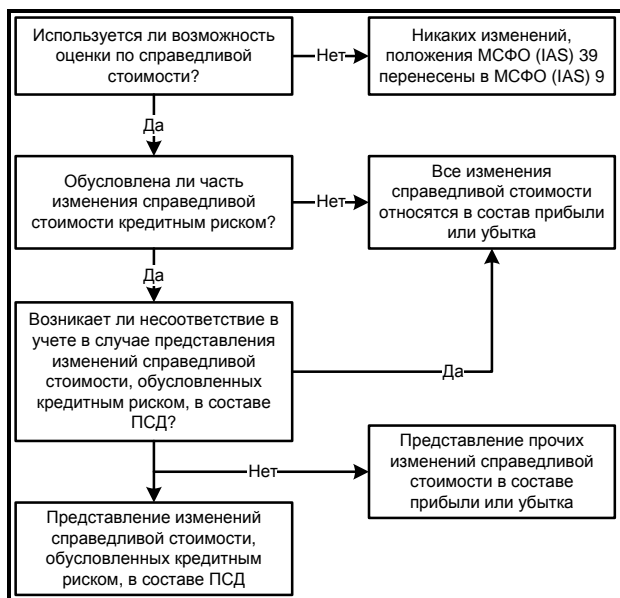 Используется ли возможность
оценки по справедливой
стоимости?
Нет
Никаких изменений,
положения МСФО (IAS) 39
перенесены в МСФО (IAS) 9
Да
Обусловлена ли часть
изменения справедливой
стоимости кредитным риском?
Нет
Все изменения
справедливой стоимости
относятся в состав прибыли
или убытка
Да
Возникает ли несоответствие в
учете в случае представления
изменений справедливой
стоимости, обусловленных
кредитным риском, в составе
ПСД?
Да
Нет
Представление прочих
изменений справедливой
стоимости в составе
прибыли или убытка
Представление изменений
справедливой стоимости,
обусловленных кредитным
риском, в составе ПСД